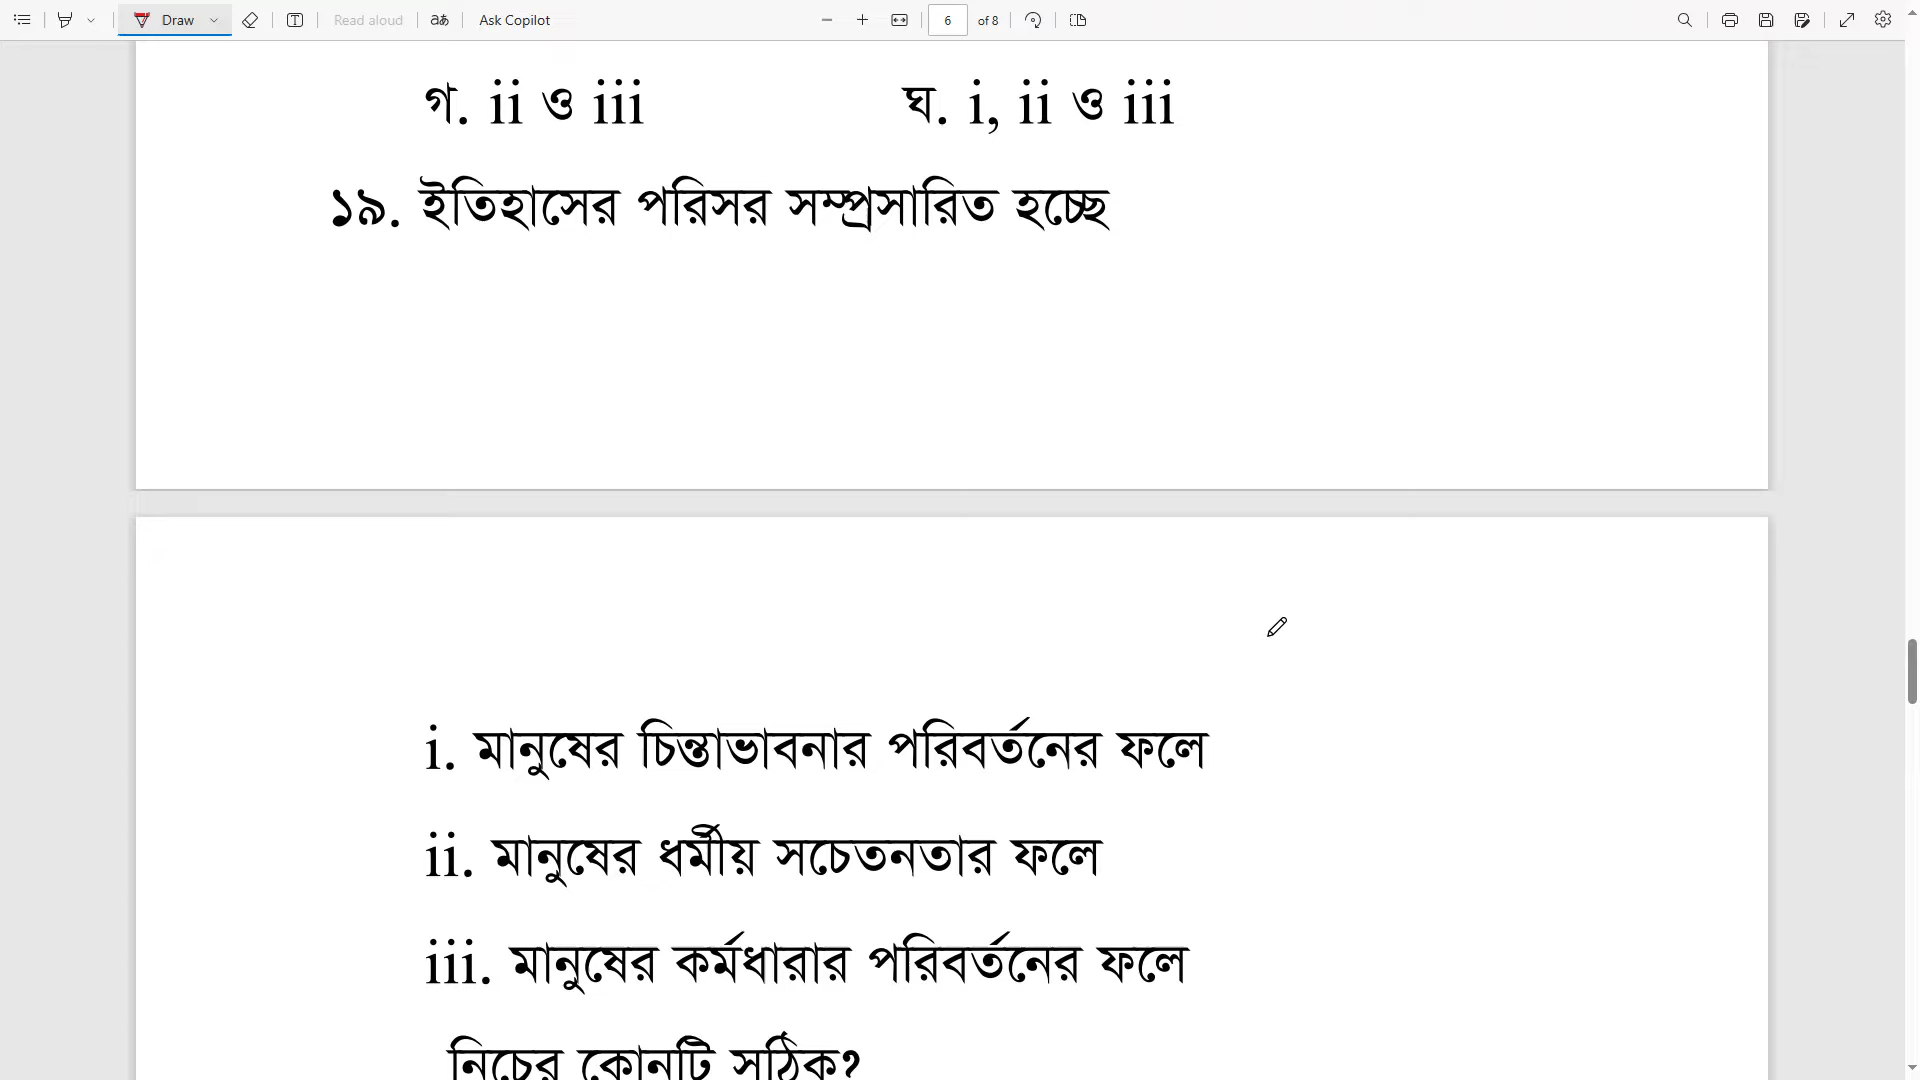 Draw
Read aloud
aあ
Ask Copilot
6 of 8
গ. ii ও iii ঘ. i, ii ও iii
১৯. ইতিহাসের পরিসর সম্প্রসারিত হচ্ছে
i. মানুষের চিন্তাভাবনার পরিবর্তনের ফলে
ii. মানুষের ধর্মীয় সচেতনতার ফলে
iii. মানুষের কর্মধারার পরিবর্তনের ফলে
নিচের কোনটি সঠিক?